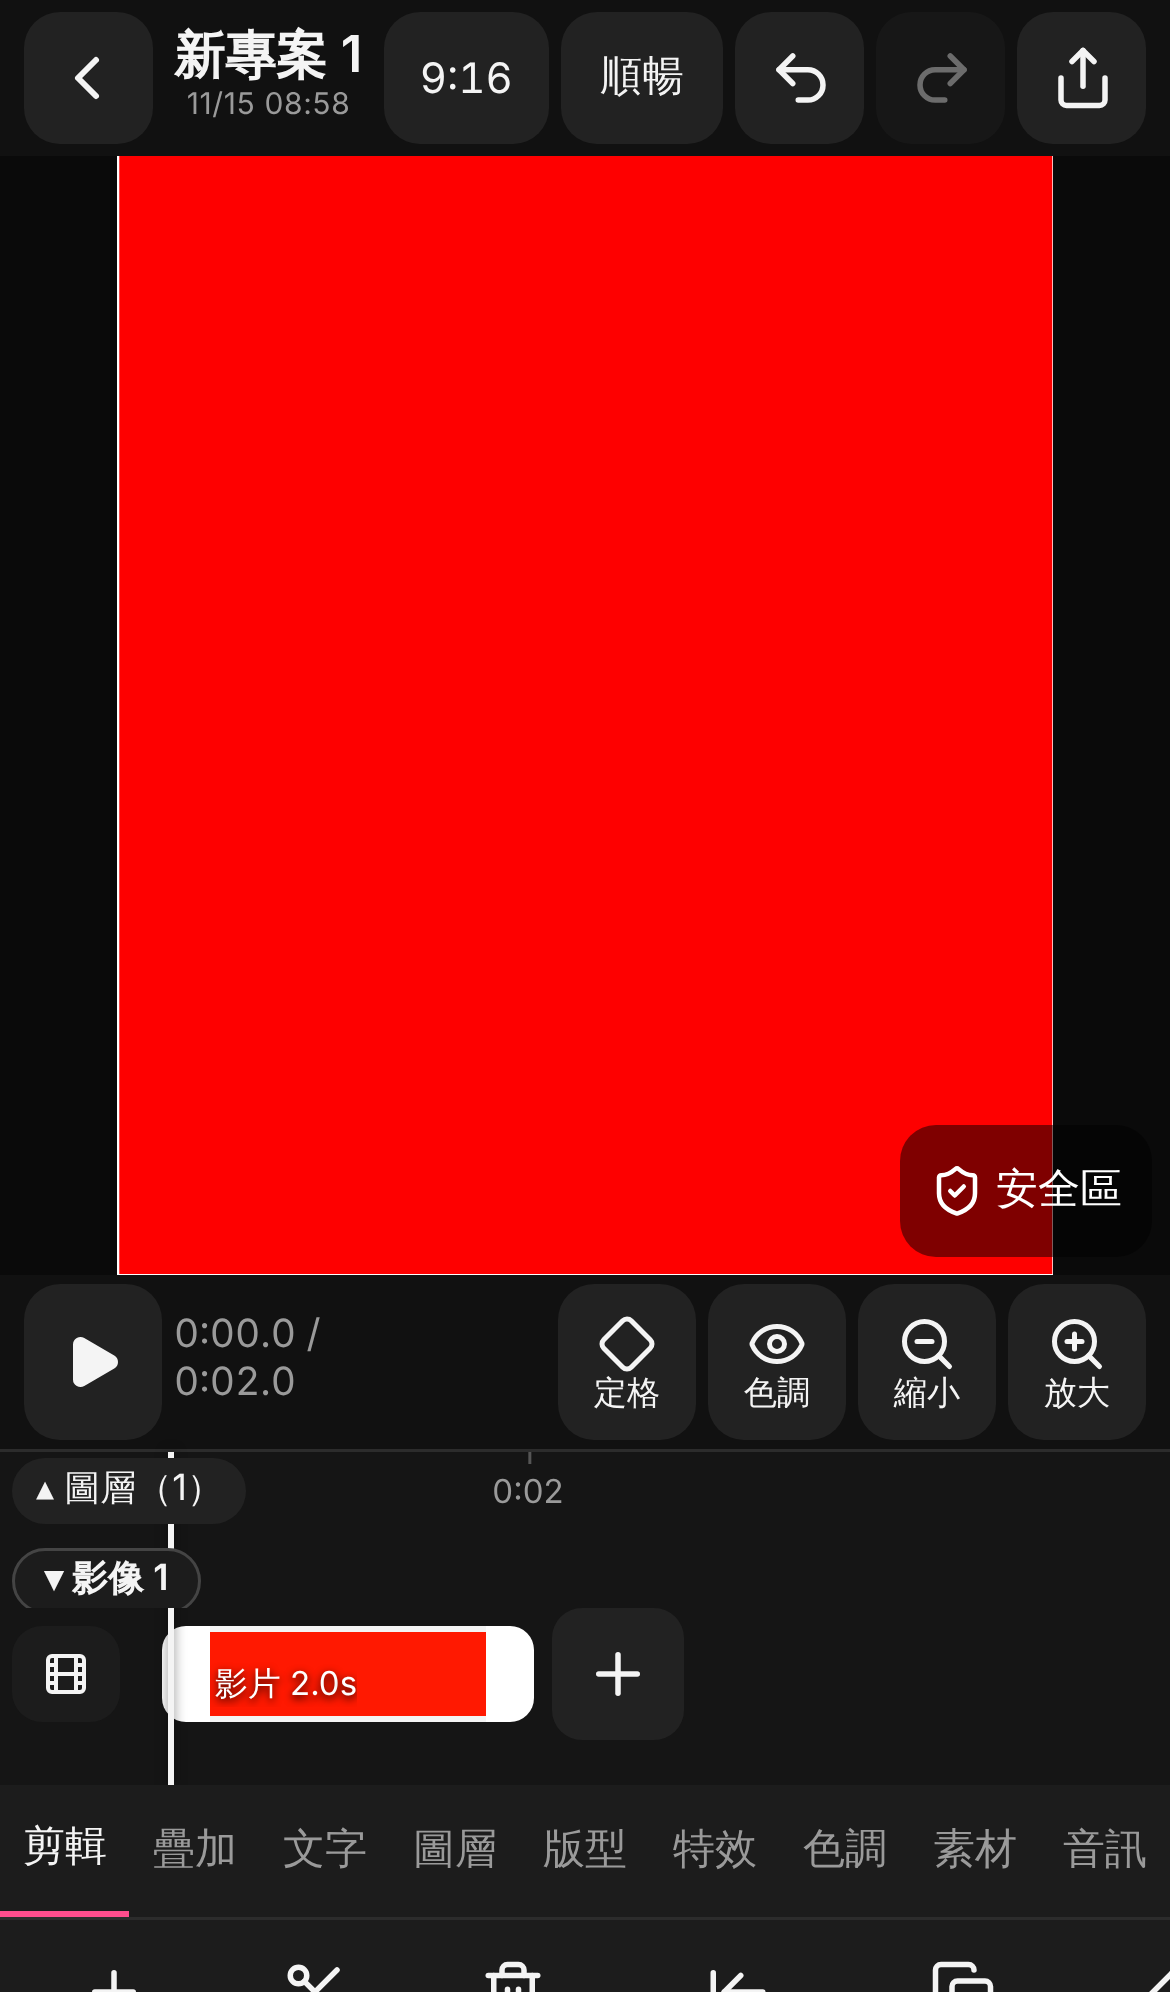 新專案 1
11/15 08:58
9:16
順暢
安全區
0:00.0 /
0:02.0
定格
色調
縮小
放大
▲ 圖層（1）
0:02
▼影像 1
影片 2.0s
剪輯
疊加
文字
圖層
版型
特效
色調
素材
音訊